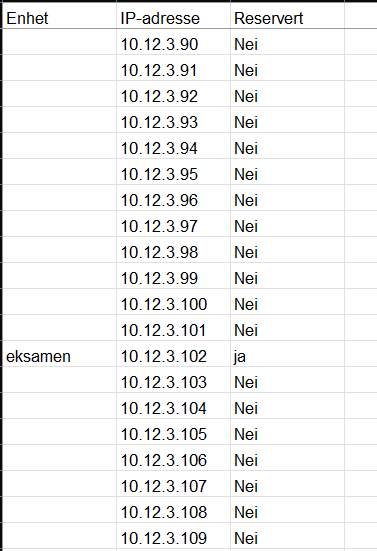 Enhet IP-adresse Reservert
10.12.3.90 Nei
10.12.3.91 Nei
10.12.3.92 Nei
10.12.3.93 Nei
10.12.3.94 Nei
10.12.3.95 Nei
10.12.3.96 Nei
10.12.3.97 Nei
10.12.3.98 Nei
10.12.3.99 Nei
10.12.3.100 Nei
10.12.3.101 Nei
eksamen 10.12.3.102 ja
10.12.3.103 Nei
10.12.3.104 Nei
10.12.3.105 Nei
10.12.3.106 Nei
10.12.3.107 Nei
10.12.3.108 Nei
10.12.3.109 Nei